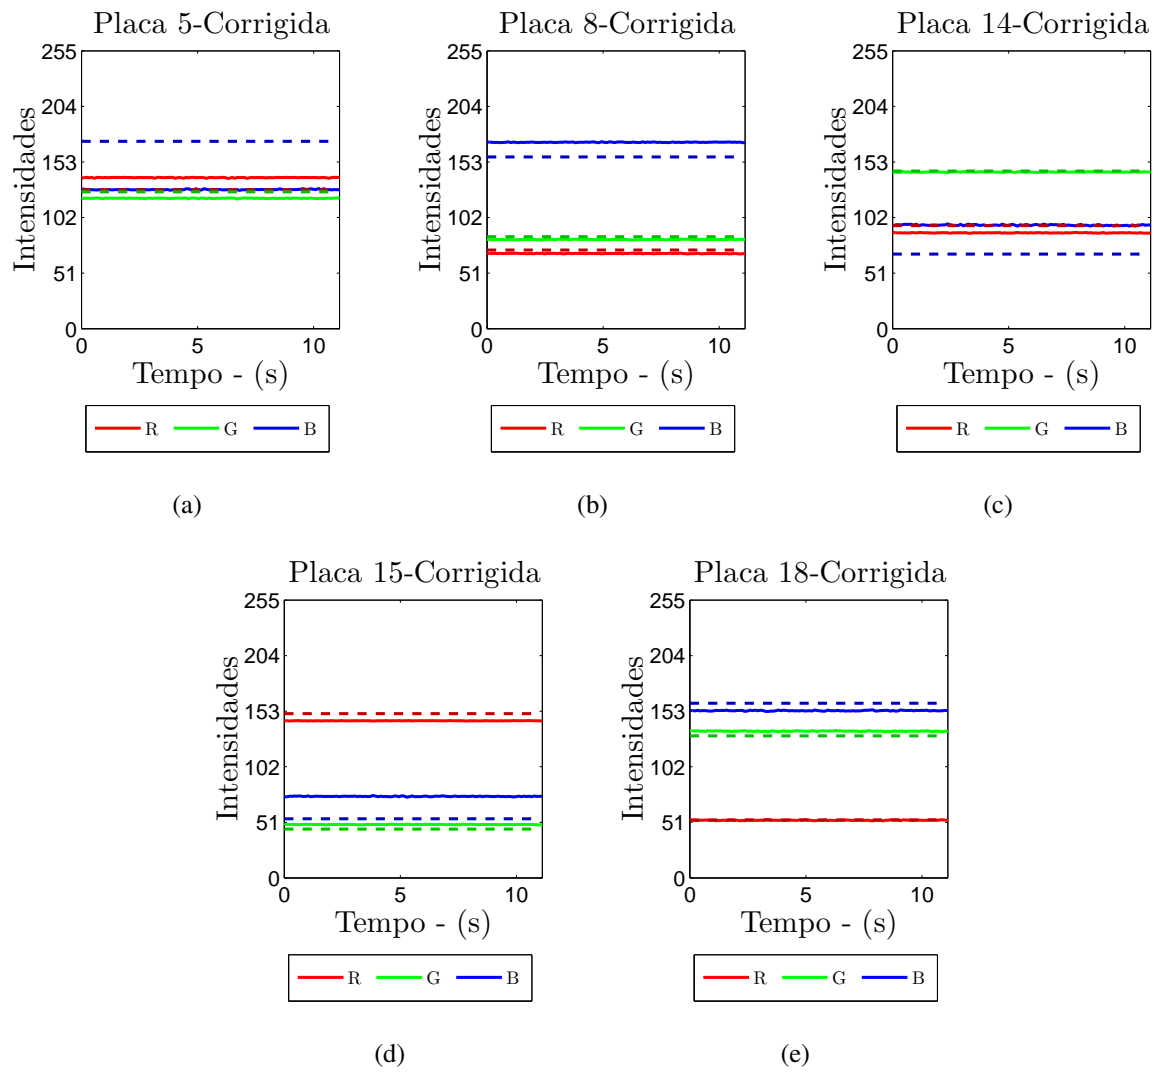 Placa 5-Corrigida
255
204
153
102
51
0
Intensidades
0 5 10
Tempo - (s)
R G B
(a)
Placa 8-Corrigida
255
204
153
102
51
0
Intensidades
0 5 10
Tempo - (s)
R G B
(b)
Placa 14-Corrigida
255
204
153
102
51
0
Intensidades
0 5 10
Tempo - (s)
R G B
(c)
Placa 15-Corrigida
255
204
153
102
51
0
Intensidades
0 5 10
Tempo - (s)
R G B
(d)
Placa 18-Corrigida
255
204
153
102
51
0
Intensidades
0 5 10
Tempo - (s)
R G B
(e)